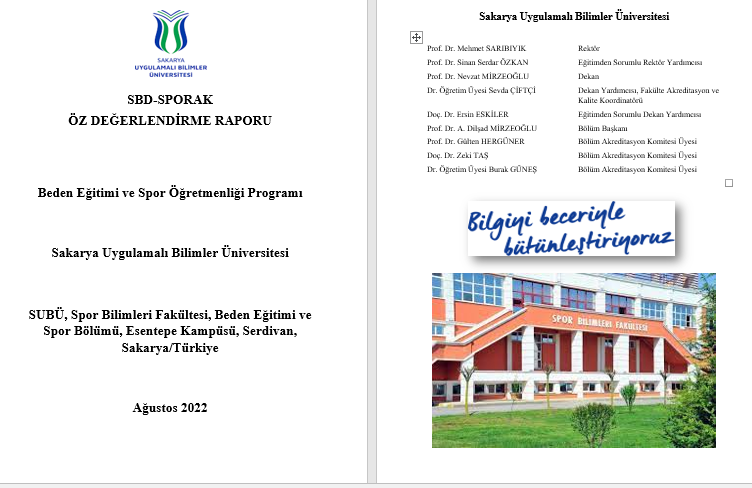 SAKARYA
UYGULAMALI BİLİMLER
ÜNİVERSİTESİ
SBD-SPORAK
ÖZ DEĞERLENDİRME RAPORU
Beden Eğitimi ve Spor Öğretmenliği Programı
Sakarya Uygulamalı Bilimler Üniversitesi
SUBÜ, Spor Bilimleri Fakültesi, Beden Eğitimi ve
Spor Bölümü, Esentepe Kampüsü, Serdivan,
Sakarya/Türkiye
Ağustos 2022
Sakarya Uygulamalı Bilimler Üniversitesi
Prof. Dr. Mehmet SARIBIYIK Rektör
Prof. Dr. Sinan Serdar ÖZKAN Eğitimden Sorumlu Rektör Yardımcısı
Prof. Dr. Nevzat MİRZEOĞLU Dekan
Dr. Öğretim Üyesi Sevda ÇİFTÇİ Dekan Yardımcısı, Fakülte Akreditasyon ve
Kalite Koordinatörü
Doç. Dr. Ersin ESKİLER Eğitimden Sorumlu Dekan Yardımcısı
Prof. Dr. A. Dilşad MİRZEOĞLU Bölüm Başkanı
Prof. Dr. Gülten HERGÜNER Bölüm Akreditasyon Komitesi Üyesi
Doç. Dr. Zeki TAŞ Bölüm Akreditasyon Komitesi Üyesi
Dr. Öğretim Üyesi Burak GÜNEŞ Bölüm Akreditasyon Komitesi Üyesi
Bilgiyi beceriyle
bütünleştiriyoruz
SPOR BİLİMLERİ FAKÜLTESİ